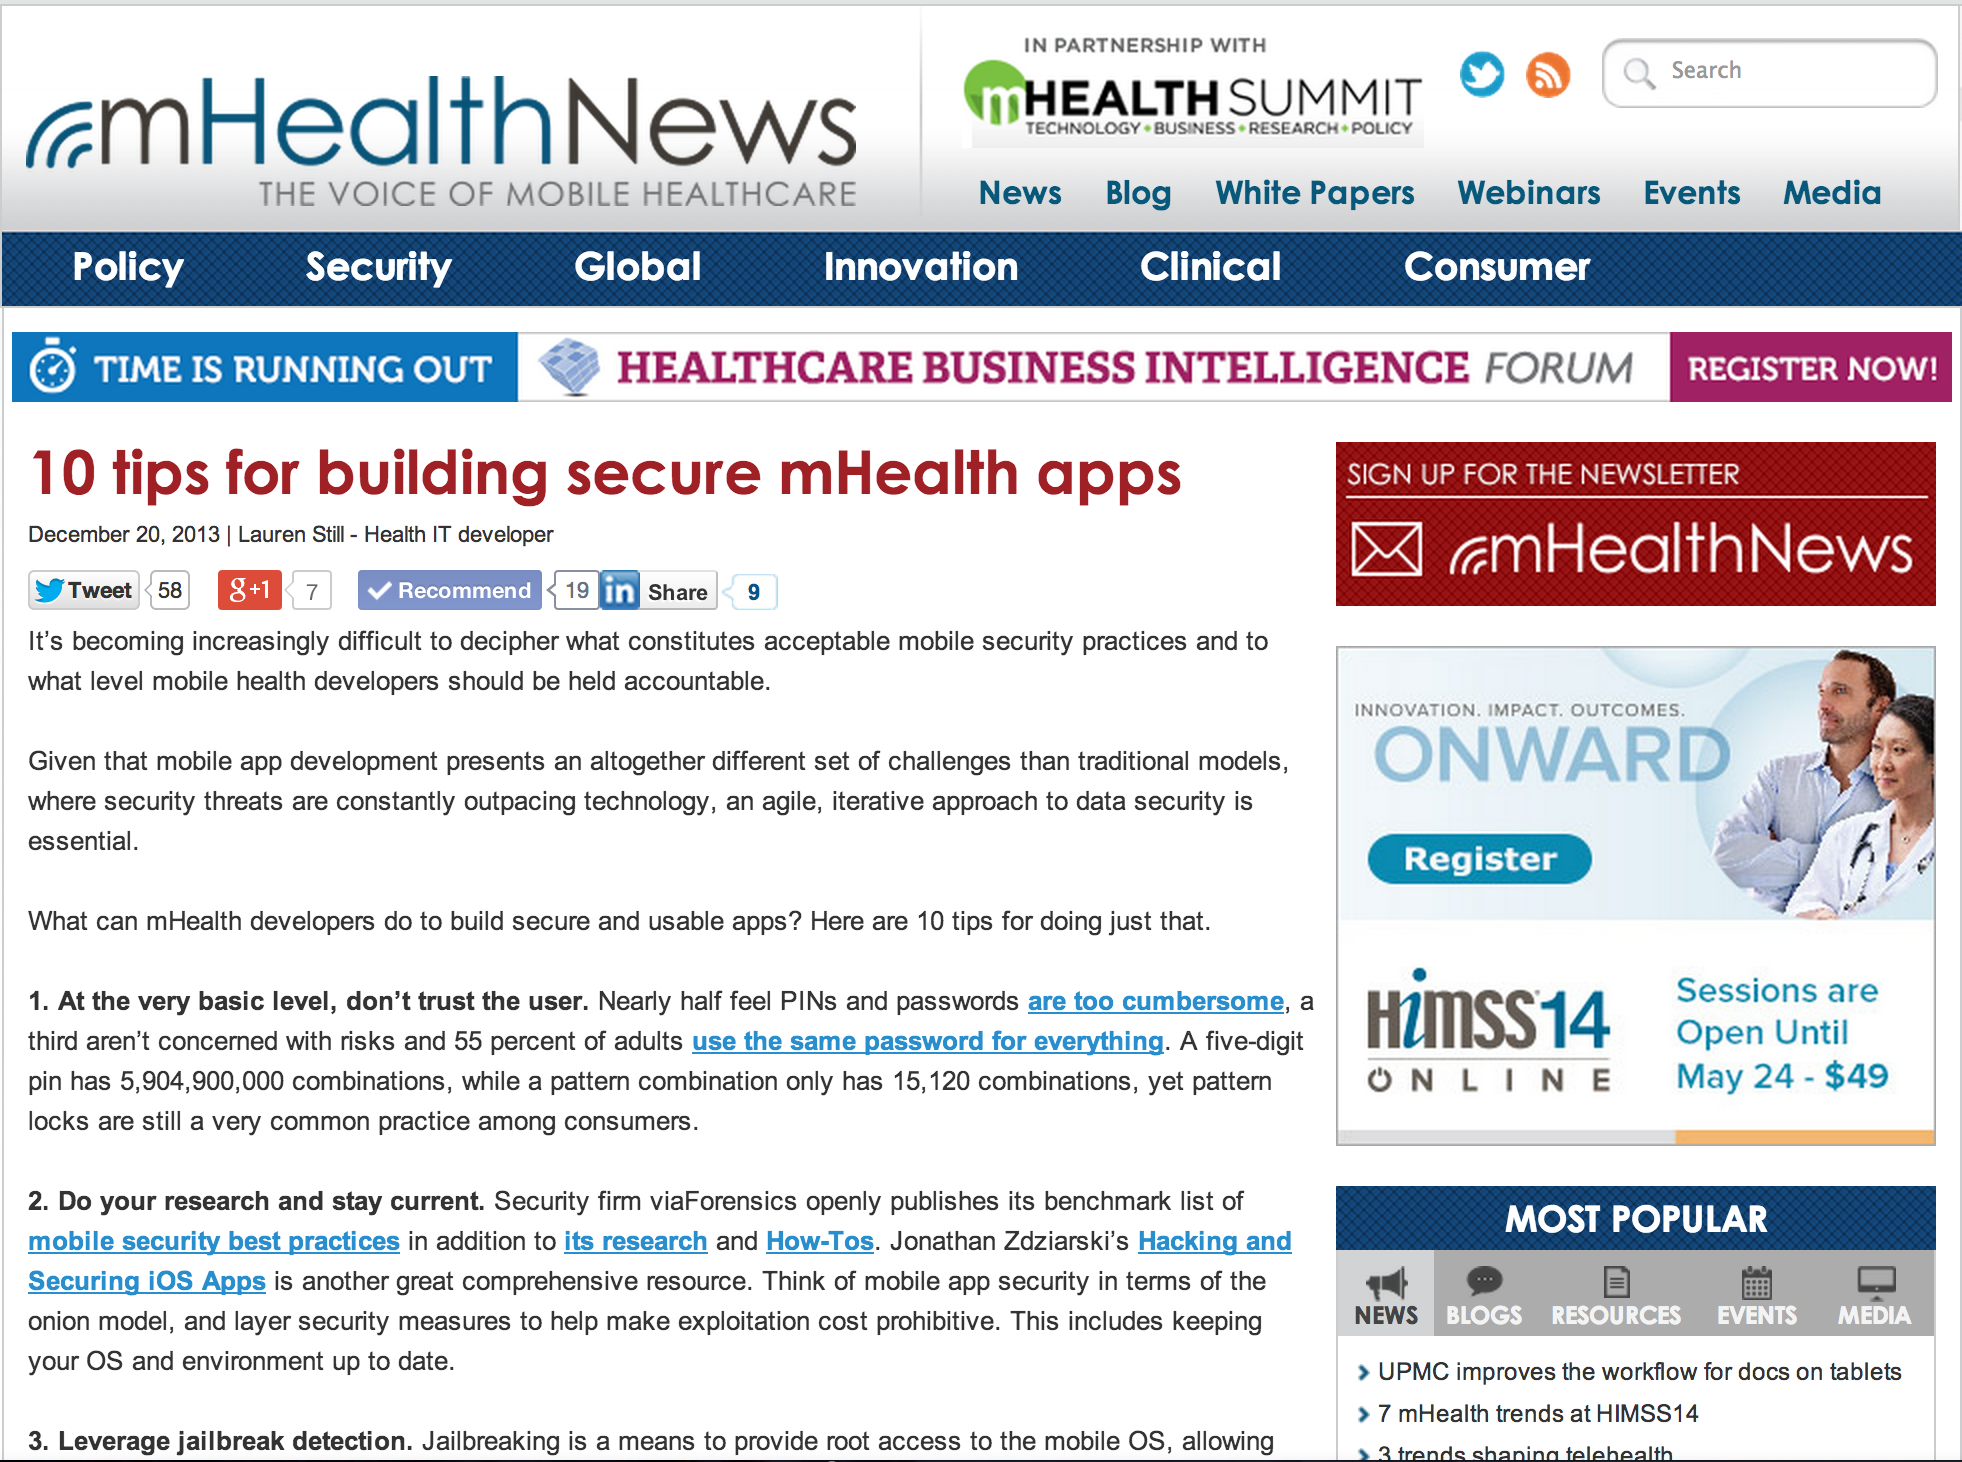 mHealthNews
THE VOICE OF MOBILE HEALTHCARE
IN PARTNERSHIP WITH
mHEALTH SUMMIT
TECHNOLOGY • BUSINESS • RESEARCH • POLICY
Search
News Blog White Papers Webinars Events Media
Policy Security Global Innovation Clinical Consumer
TIME IS RUNNING OUT HEALTHCARE BUSINESS INTELLIGENCE FORUM REGISTER NOW!
10 tips for building secure mHealth apps
December 20, 2013 | Lauren Still - Health IT developer
Tweet 58 g+1 7 Recommend 19 in Share 9
It’s becoming increasingly difficult to decipher what constitutes acceptable mobile security practices and to
what level mobile health developers should be held accountable.
Given that mobile app development presents an altogether different set of challenges than traditional models,
where security threats are constantly outpacing technology, an agile, iterative approach to data security is
essential.
What can mHealth developers do to build secure and usable apps? Here are 10 tips for doing just that.
1. At the very basic level, don’t trust the user. Nearly half feel PINs and passwords are too cumbersome, a
third aren’t concerned with risks and 55 percent of adults use the same password for everything. A five-digit
pin has 5,904,900,000 combinations, while a pattern combination only has 15,120 combinations, yet pattern
locks are still a very common practice among consumers.
2. Do your research and stay current. Security firm viaForensics openly publishes its benchmark list of
mobile security best practices in addition to its research and How-Tos. Jonathan Zdziarski’s Hacking and
Securing iOS Apps is another great comprehensive resource. Think of mobile app security in terms of the
onion model, and layer security measures to help make exploitation cost prohibitive. This includes keeping
your OS and environment up to date.
3. Leverage jailbreak detection. Jailbreaking is a means to provide root access to the mobile OS, allowing
SIGN UP FOR THE NEWSLETTER
mHealthNews
INNOVATION. IMPACT. OUTCOMES.
ONWARD
Register
HIMSS'14
ONLINE
Sessions are
Open Until
May 24 - $49
MOST POPULAR
NEWS BLOGS RESOURCES EVENTS MEDIA
UPMC improves the workflow for docs on tablets
7 mHealth trends at HIMSS14
3 trends shaping telehealth